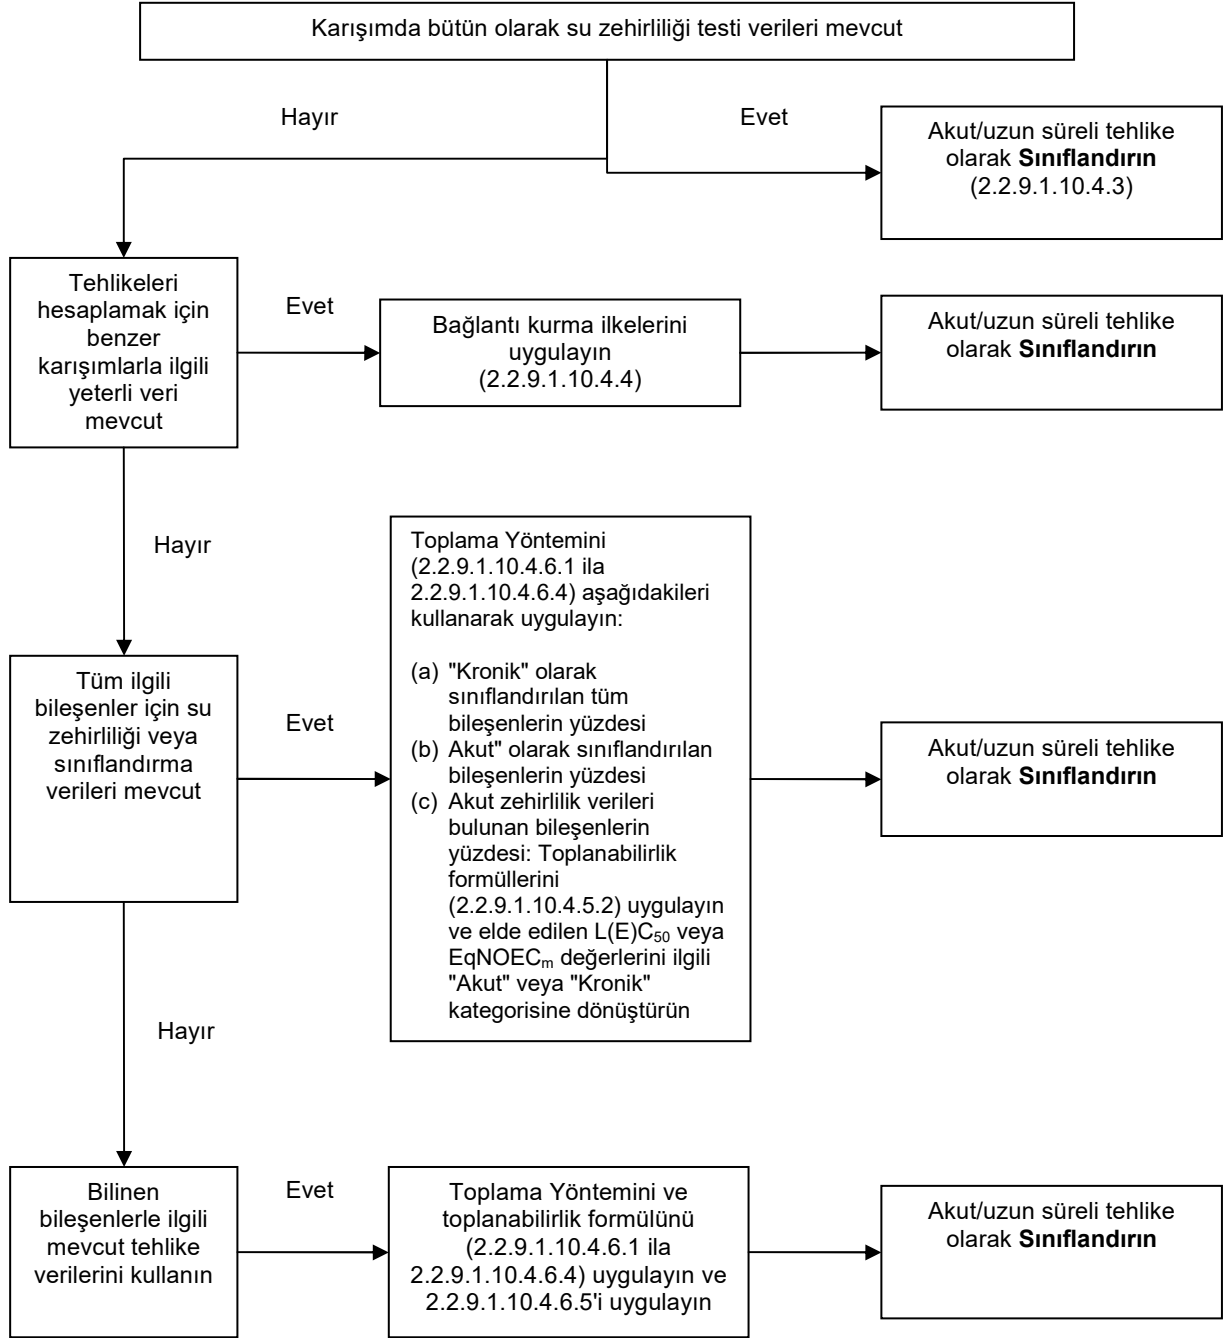 Karışımda bütün olarak su zehirliliği testi verileri mevcut
Hayır
Evet
Akut/uzun süreli tehlike
olarak Sınıflandırın
(2.2.9.1.10.4.3)
Tehlikeleri
hesaplamak için
benzer
karışımlarla ilgili
yeterli veri
mevcut
Evet
Bağlantı kurma ilkelerini
uygulayın
(2.2.9.1.10.4.4)
Akut/uzun süreli tehlike
olarak Sınıflandırın
Hayır
Tüm ilgili
bileşenler için su
zehirliliği veya
sınıflandırma
verileri mevcut
Evet
Toplama Yöntemini
(2.2.9.1.10.4.6.1 ila
2.2.9.1.10.4.6.4) aşağıdakileri
kullanarak uygulayın:
(a) "Kronik" olarak
sınıflandırılan tüm
bileşenlerin yüzdesi
(b) Akut" olarak sınıflandırılan
bileşenlerin yüzdesi
(c) Akut zehirlilik verileri
bulunan bileşenlerin
yüzdesi: Toplanabilirlik
formüllerini
(2.2.9.1.10.4.5.2) uygulayın
ve elde edilen L(E)C₅₀ veya
EqNOECₘ değerlerini ilgili
"Akut" veya "Kronik"
kategorisine dönüştürün
Akut/uzun süreli tehlike
olarak Sınıflandırın
Hayır
Bilinen
bileşenlerle ilgili
mevcut tehlike
verilerini kullanın
Evet
Toplama Yöntemini ve
toplanabilirlik formülünü
(2.2.9.1.10.4.6.1 ila
2.2.9.1.10.4.6.4) uygulayın ve
2.2.9.1.10.4.6.5'i uygulayın
Akut/uzun süreli tehlike
olarak Sınıflandırın